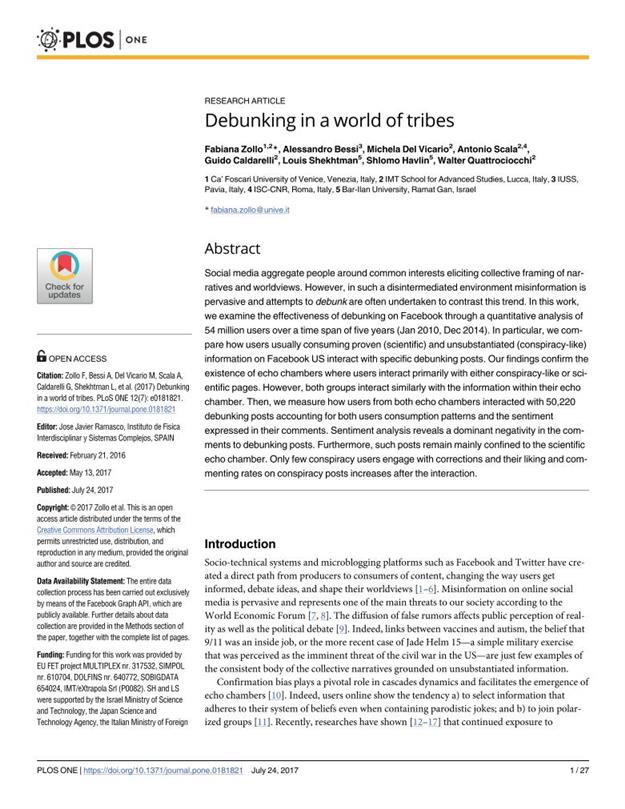 PLOS | ONE
RESEARCH ARTICLE
Debunking in a world of tribes
Fabiana Zollo1,2*, Alessandro Bessi3, Michela Del Vicario2, Antonio Scala2,4,
Guido Caldarelli2, Louis Shekhtman5, Shlomo Havlin5, Walter Quattrociocchi2
1 Ca’ Foscari University of Venice, Venezia, Italy, 2 IMT School for Advanced Studies, Lucca, Italy, 3 IUSS,
Pavia, Italy, 4 ISC-CNR, Roma, Italy, 5 Bar-Ilan University, Ramat Gan, Israel
* fabiana.zollo@unive.it
Abstract
Social media aggregate people around common interests eliciting collective framing of nar-
ratives and worldviews. However, in such a disintermediated environment misinformation is
pervasive and attempts to debunk are often undertaken to contrast this trend. In this work,
we examine the effectiveness of debunking on Facebook through a quantitative analysis of
54 million users over a time span of five years (Jan 2010, Dec 2014). In particular, we com-
pare how users usually consuming proven (scientific) and unsubstantiated (conspiracy-like)
information on Facebook US interact with specific debunking posts. Our findings confirm the
existence of echo chambers where users interact primarily with either conspiracy-like or sci-
entific pages. However, both groups interact similarly with the information within their echo
chamber. Then, we measure how users from both echo chambers interacted with 50,220
debunking posts accounting for both users consumption patterns and the sentiment
expressed in their comments. Sentiment analysis reveals a dominant negativity in the com-
ments to debunking posts. Furthermore, such posts remain mainly confined to the scientific
echo chamber. Only few conspiracy users engage with corrections and their liking and com-
menting rates on conspiracy posts increases after the interaction.
Check for
updates
OPEN ACCESS
Citation: Zollo F, Bessi A, Del Vicario M, Scala A,
Caldarelli G, Shekhtman L, et al. (2017) Debunking
in a world of tribes. PLOS ONE 12(7): e0181821.
https://doi.org/10.1371/journal.pone.0181821
Editor: Jose Javier Ramasco, Instituto de Fisica
Interdisciplinar y Sistemas Complejos, SPAIN
Received: February 21, 2016
Accepted: May 13, 2017
Published: July 24, 2017
Copyright: © 2017 Zollo et al. This is an open
access article distributed under the terms of the
Creative Commons Attribution License, which
permits unrestricted use, distribution, and
reproduction in any medium, provided the original
author and source are credited.
Data Availability Statement: The entire data
collection process has been carried out exclusively
by means of the Facebook Graph API, which are
publicly available. Further details about data
collection are provided in the Methods section of
the paper, together with the complete list of pages.
Funding: Funding for this work was provided by
EU FET project MULTIPLEX nr. 317532, SIMPOL
nr. 610704, DOLFINS nr. 640772, SOBIGDATA
654024, IMT/eXtrapola Srl (P0082). SH and LS
were supported by the Israel Ministry of Science
and Technology, the Japan Science and
Technology Agency, the Italian Ministry of Foreign
Introduction
Socio-technical systems and microblogging platforms such as Facebook and Twitter have cre-
ated a direct path from producers to consumers of content, changing the way users get
informed, debate ideas, and shape their worldviews [1–6]. Misinformation on online social
media is pervasive and represents one of the main threats to our society according to the
World Economic Forum [7, 8]. The diffusion of false rumors affects public perception of real-
ity as well as the political debate [9]. Indeed, links between vaccines and autism, the belief that
9/11 was an inside job, or the more recent case of Jade Helm 15—a simple military exercise
that was perceived as the imminent threat of the civil war in the US—are just few examples of
the consistent body of the collective narratives grounded on unsubstantiated information.
Confirmation bias plays a pivotal role in cascades dynamics and facilitates the emergence of
echo chambers [10]. Indeed, users online show the tendency a) to select information that
adheres to their system of beliefs even when containing parodistic jokes; and b) to join polar-
ized groups [11]. Recently, researches have shown [12–17] that continued exposure to
PLOS ONE | https://doi.org/10.1371/journal.pone.0181821 July 24, 2017
1 / 27